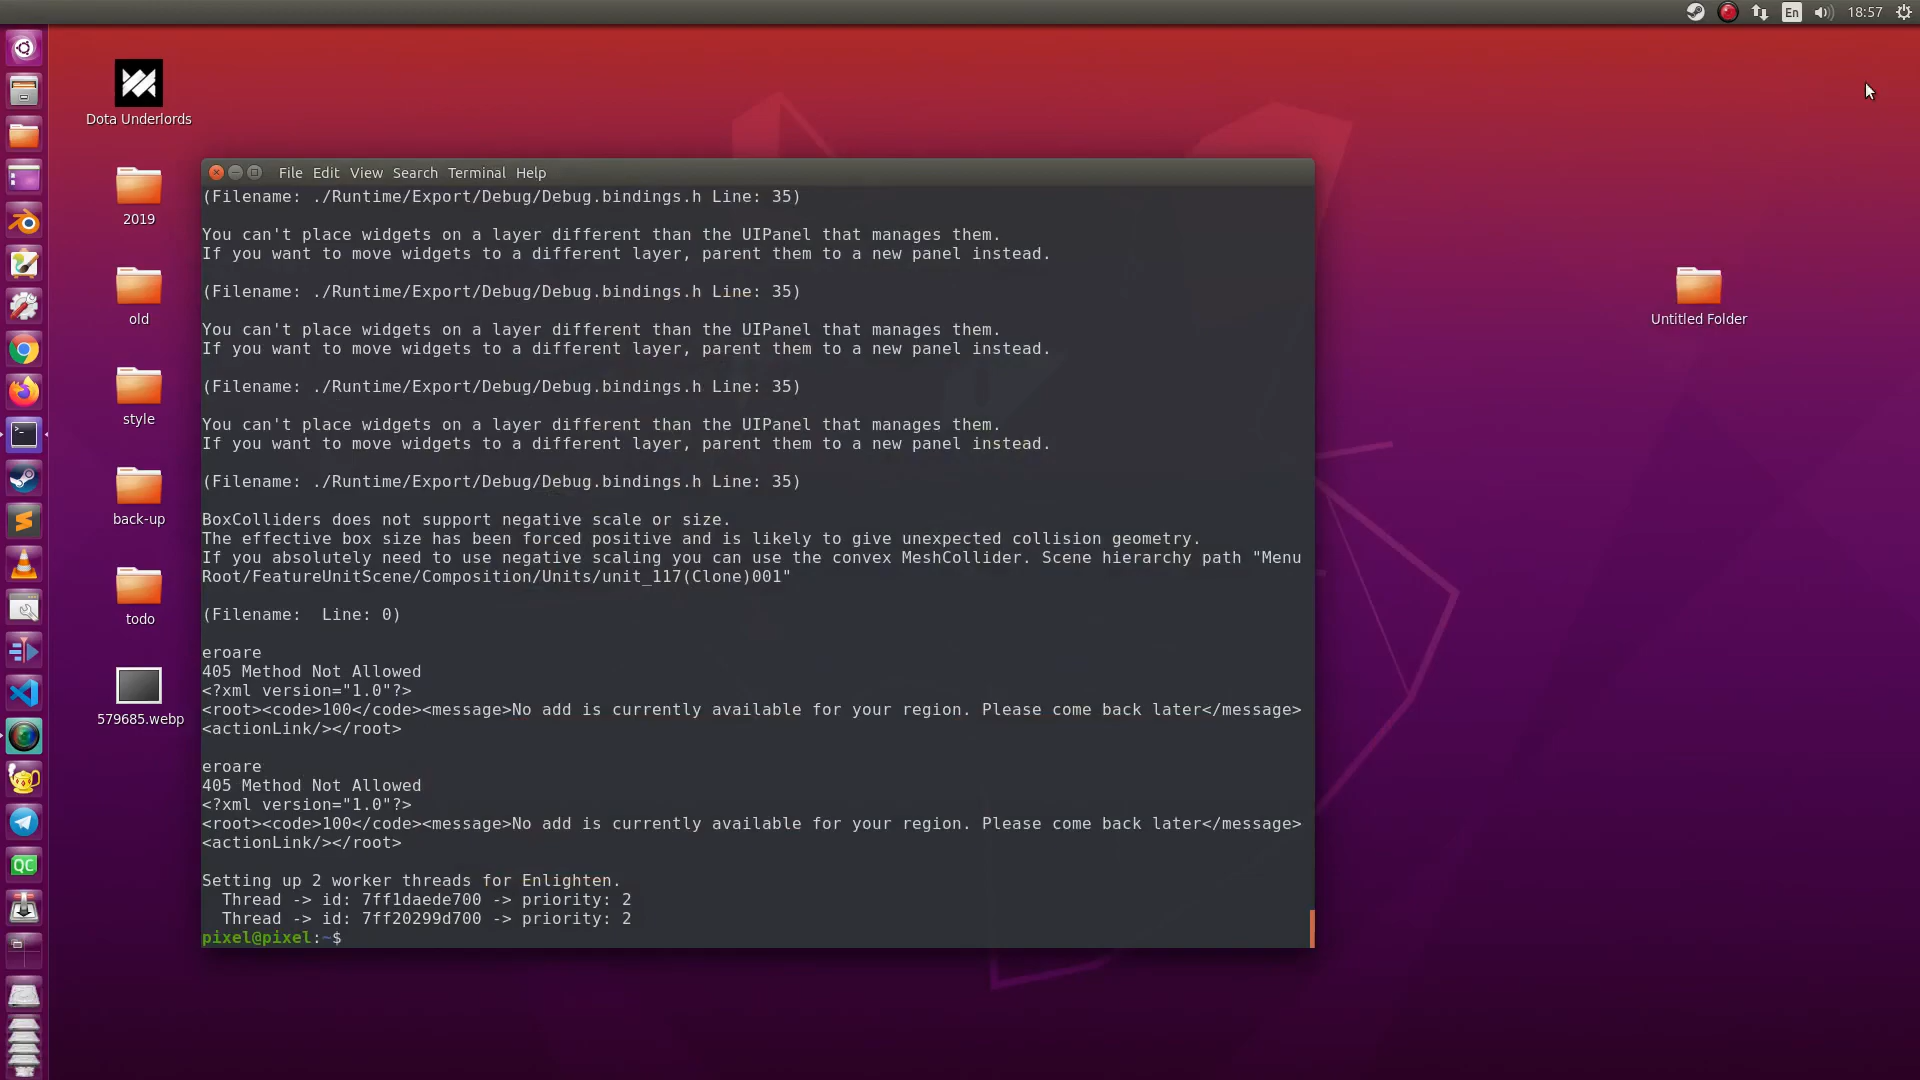 En
18:57
Dota Underlords
2019
old
style
back-up
todo
579685.webp
Untitled Folder
File Edit View Search Terminal Help
(Filename: ./Runtime/Export/Debug/Debug.bindings.h Line: 35)
You can't place widgets on a layer different than the UIPanel that manages them.
If you want to move widgets to a different layer, parent them to a new panel instead.
(Filename: ./Runtime/Export/Debug/Debug.bindings.h Line: 35)
You can't place widgets on a layer different than the UIPanel that manages them.
If you want to move widgets to a different layer, parent them to a new panel instead.
(Filename: ./Runtime/Export/Debug/Debug.bindings.h Line: 35)
You can't place widgets on a layer different than the UIPanel that manages them.
If you want to move widgets to a different layer, parent them to a new panel instead.
(Filename: ./Runtime/Export/Debug/Debug.bindings.h Line: 35)
BoxColliders does not support negative scale or size.
The effective box size has been forced positive and is likely to give unexpected collision geometry.
If you absolutely need to use negative scaling you can use the convex MeshCollider. Scene hierarchy path "Menu
Root/FeatureUnitScene/Composition/Units/unit_117(Clone)001"
(Filename:  Line: 0)
eroare
405 Method Not Allowed
<?xml version="1.0"?>
<root><code>100</code><message>No add is currently available for your region. Please come back later</message>
<actionLink/></root>
eroare
405 Method Not Allowed
<?xml version="1.0"?>
<root><code>100</code><message>No add is currently available for your region. Please come back later</message>
<actionLink/></root>
Setting up 2 worker threads for Enlighten.
  Thread -> id: 7ff1daede700 -> priority: 2
  Thread -> id: 7ff20299d700 -> priority: 2
pixel@pixel:~$
QC